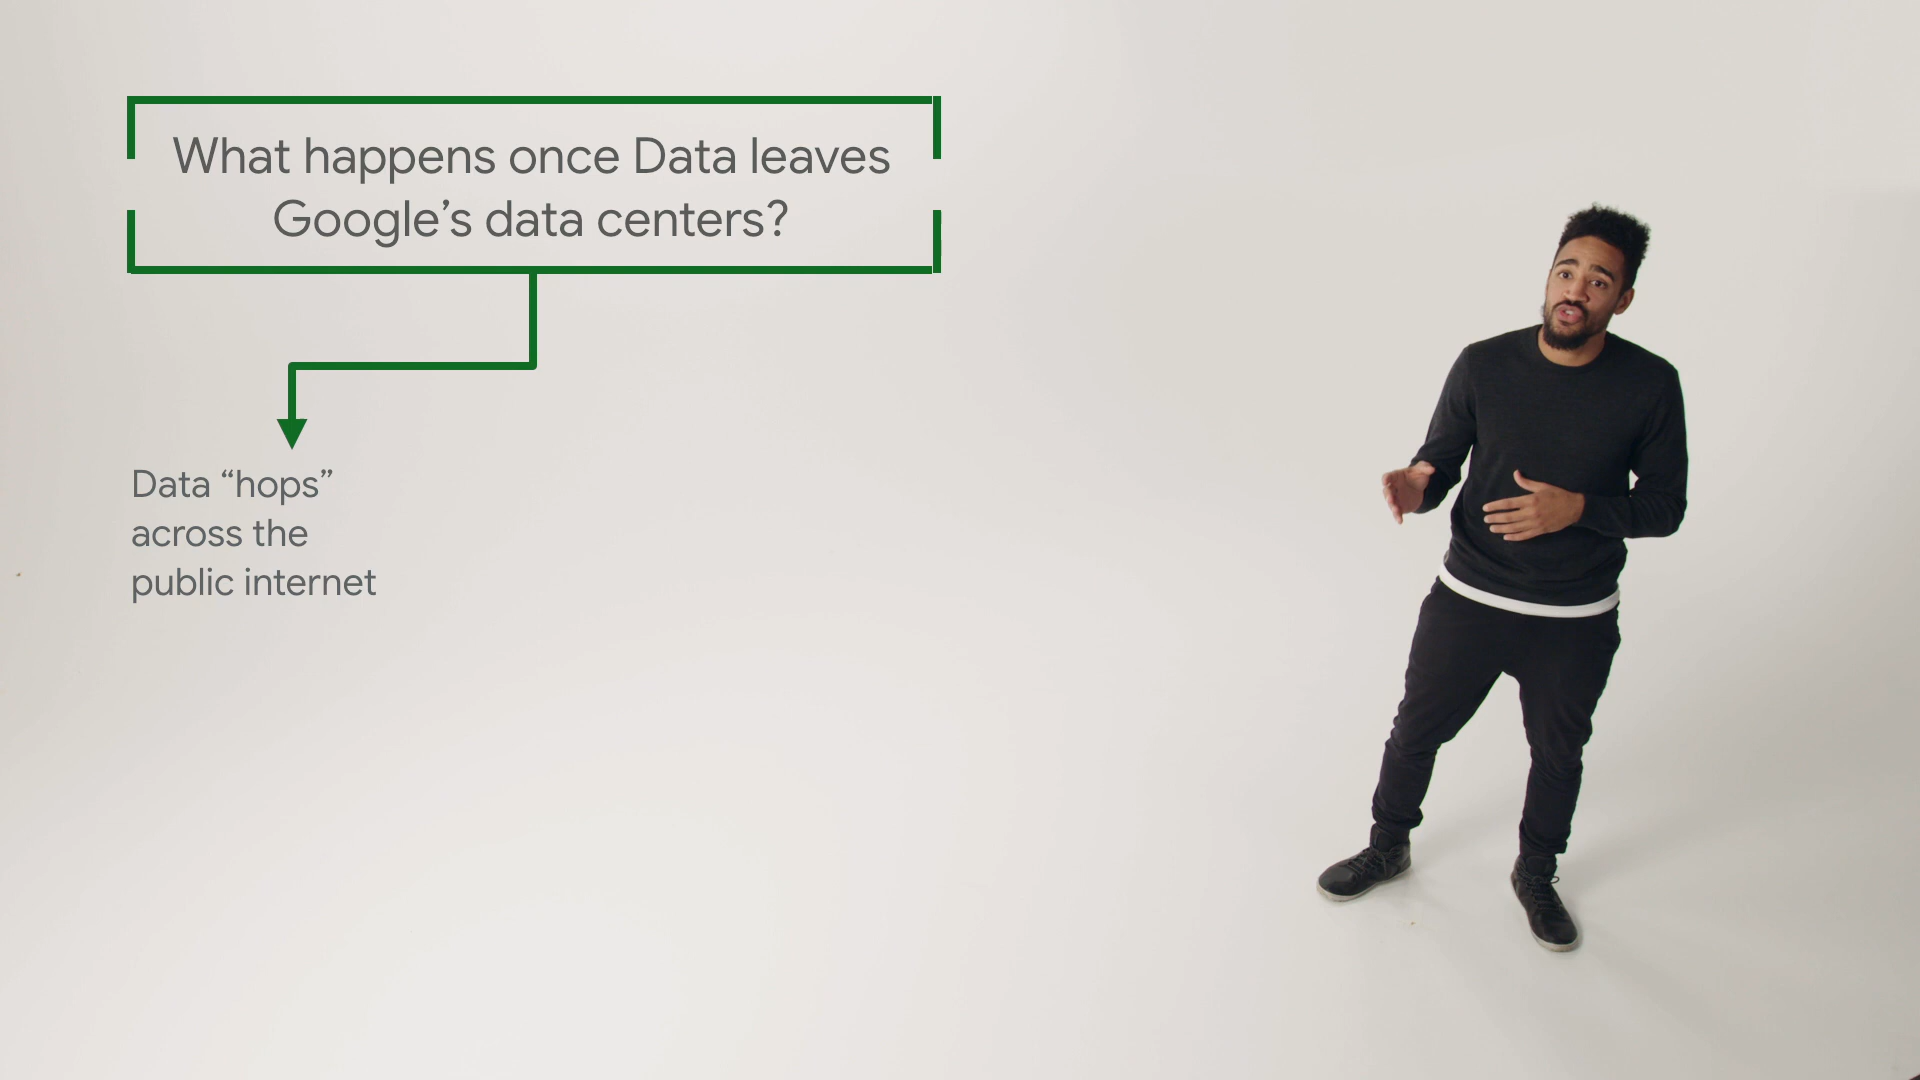 What happens once Data leaves
Google’s data centers?
Data “hops”
across the
public internet